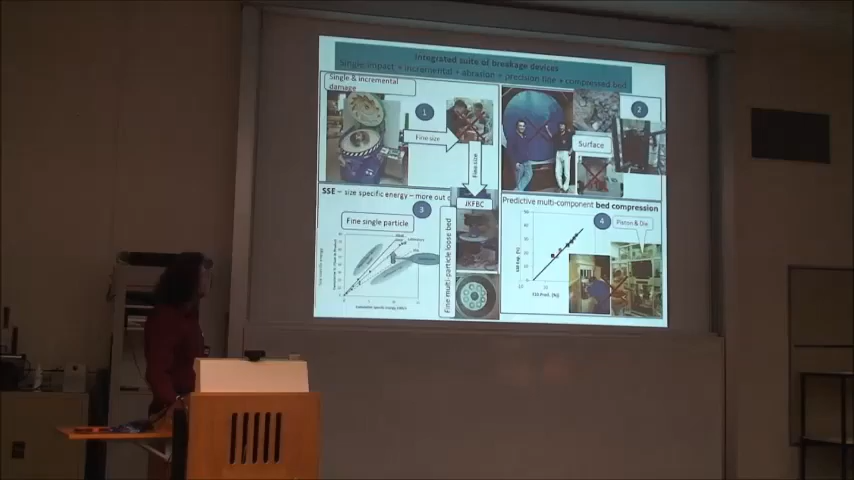 Integrated suite of breakage devices
Single impact + incremental + abrasion + precision fine + compressed bed
Single & incremental
damage
1
Fine size
Fine size
2
Surface
SSE – size specific energy – more out
3
Fine single particle
JKFBC
Fine multi-particle loose bed
Predictive multi-component bed compression
4
Piston & Die